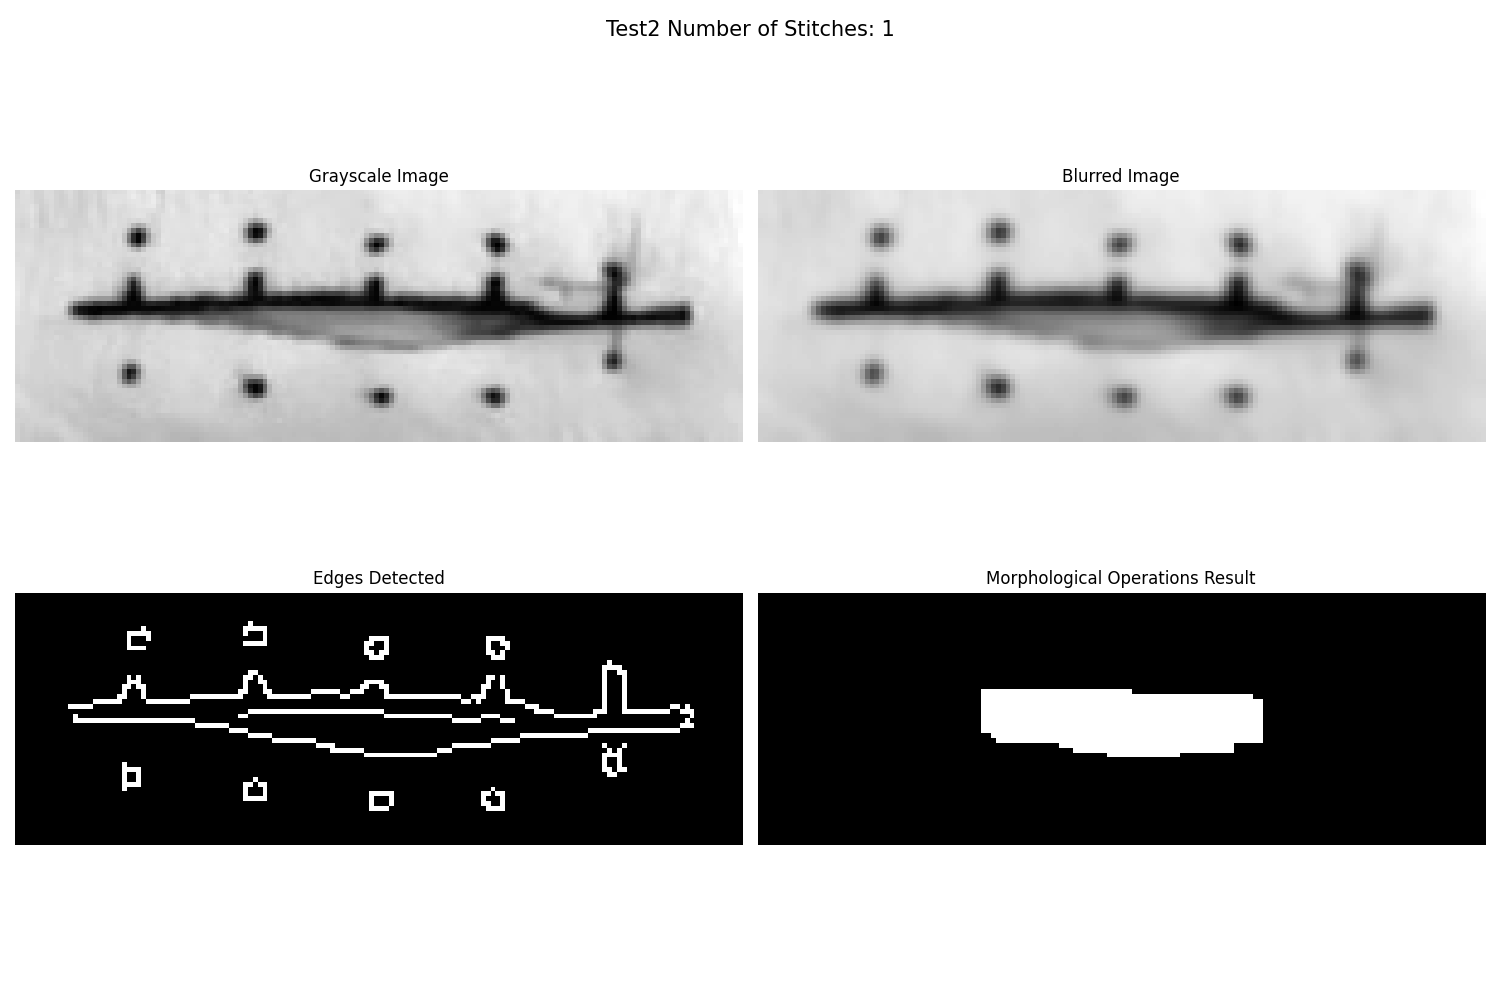 Test2 Number of Stitches: 1
Grayscale Image
Blurred Image
Edges Detected
Morphological Operations Result